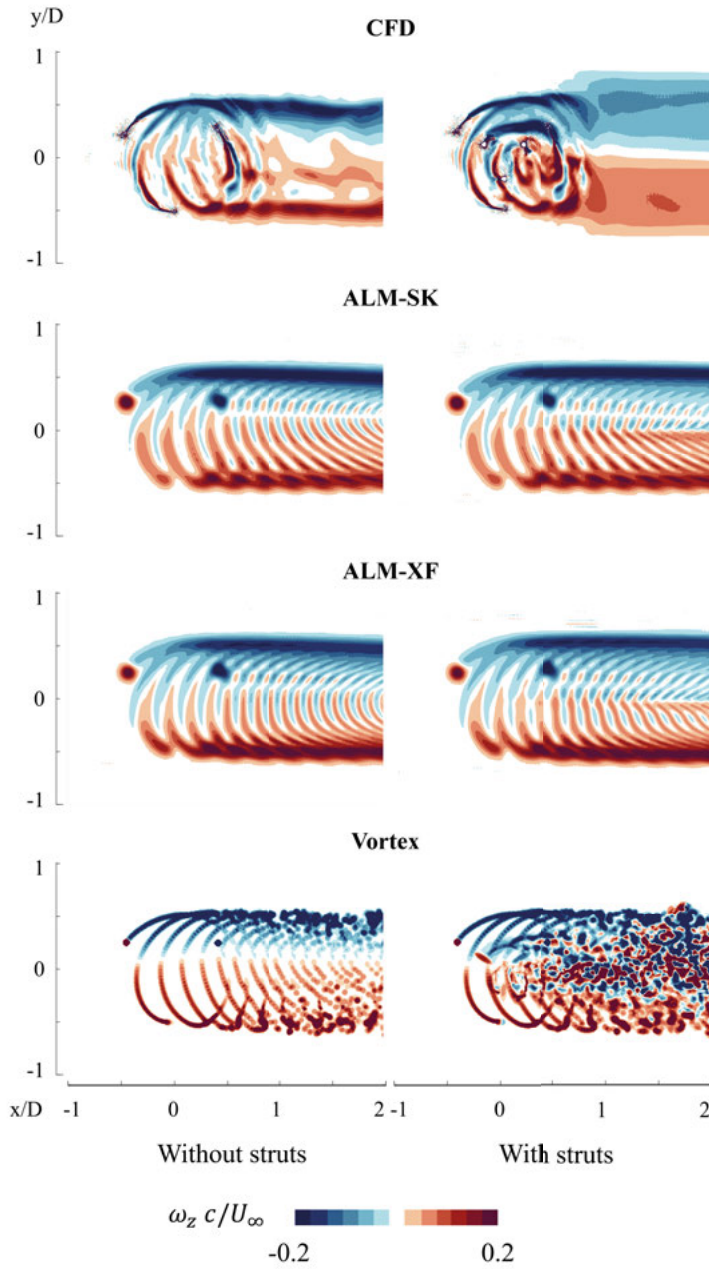 y/D
CFD
1
0
-1
ALM-SK
1
0
-1
ALM-XF
1
0
-1
Vortex
1
0
-1
x/D -1 0 1 2 -1 0 1 2
Without struts With struts
ω_z c/U_∞
-0.2 0.2